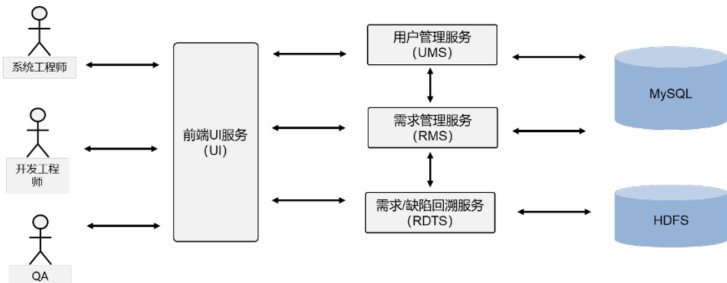 系统工程师
开发工程
师
QA
前端UI服务
(UI)
用户管理服务
(UMS)
需求管理服务
(RMS)
需求/缺陷回溯服务
(RDTS)
MySQL
HDFS